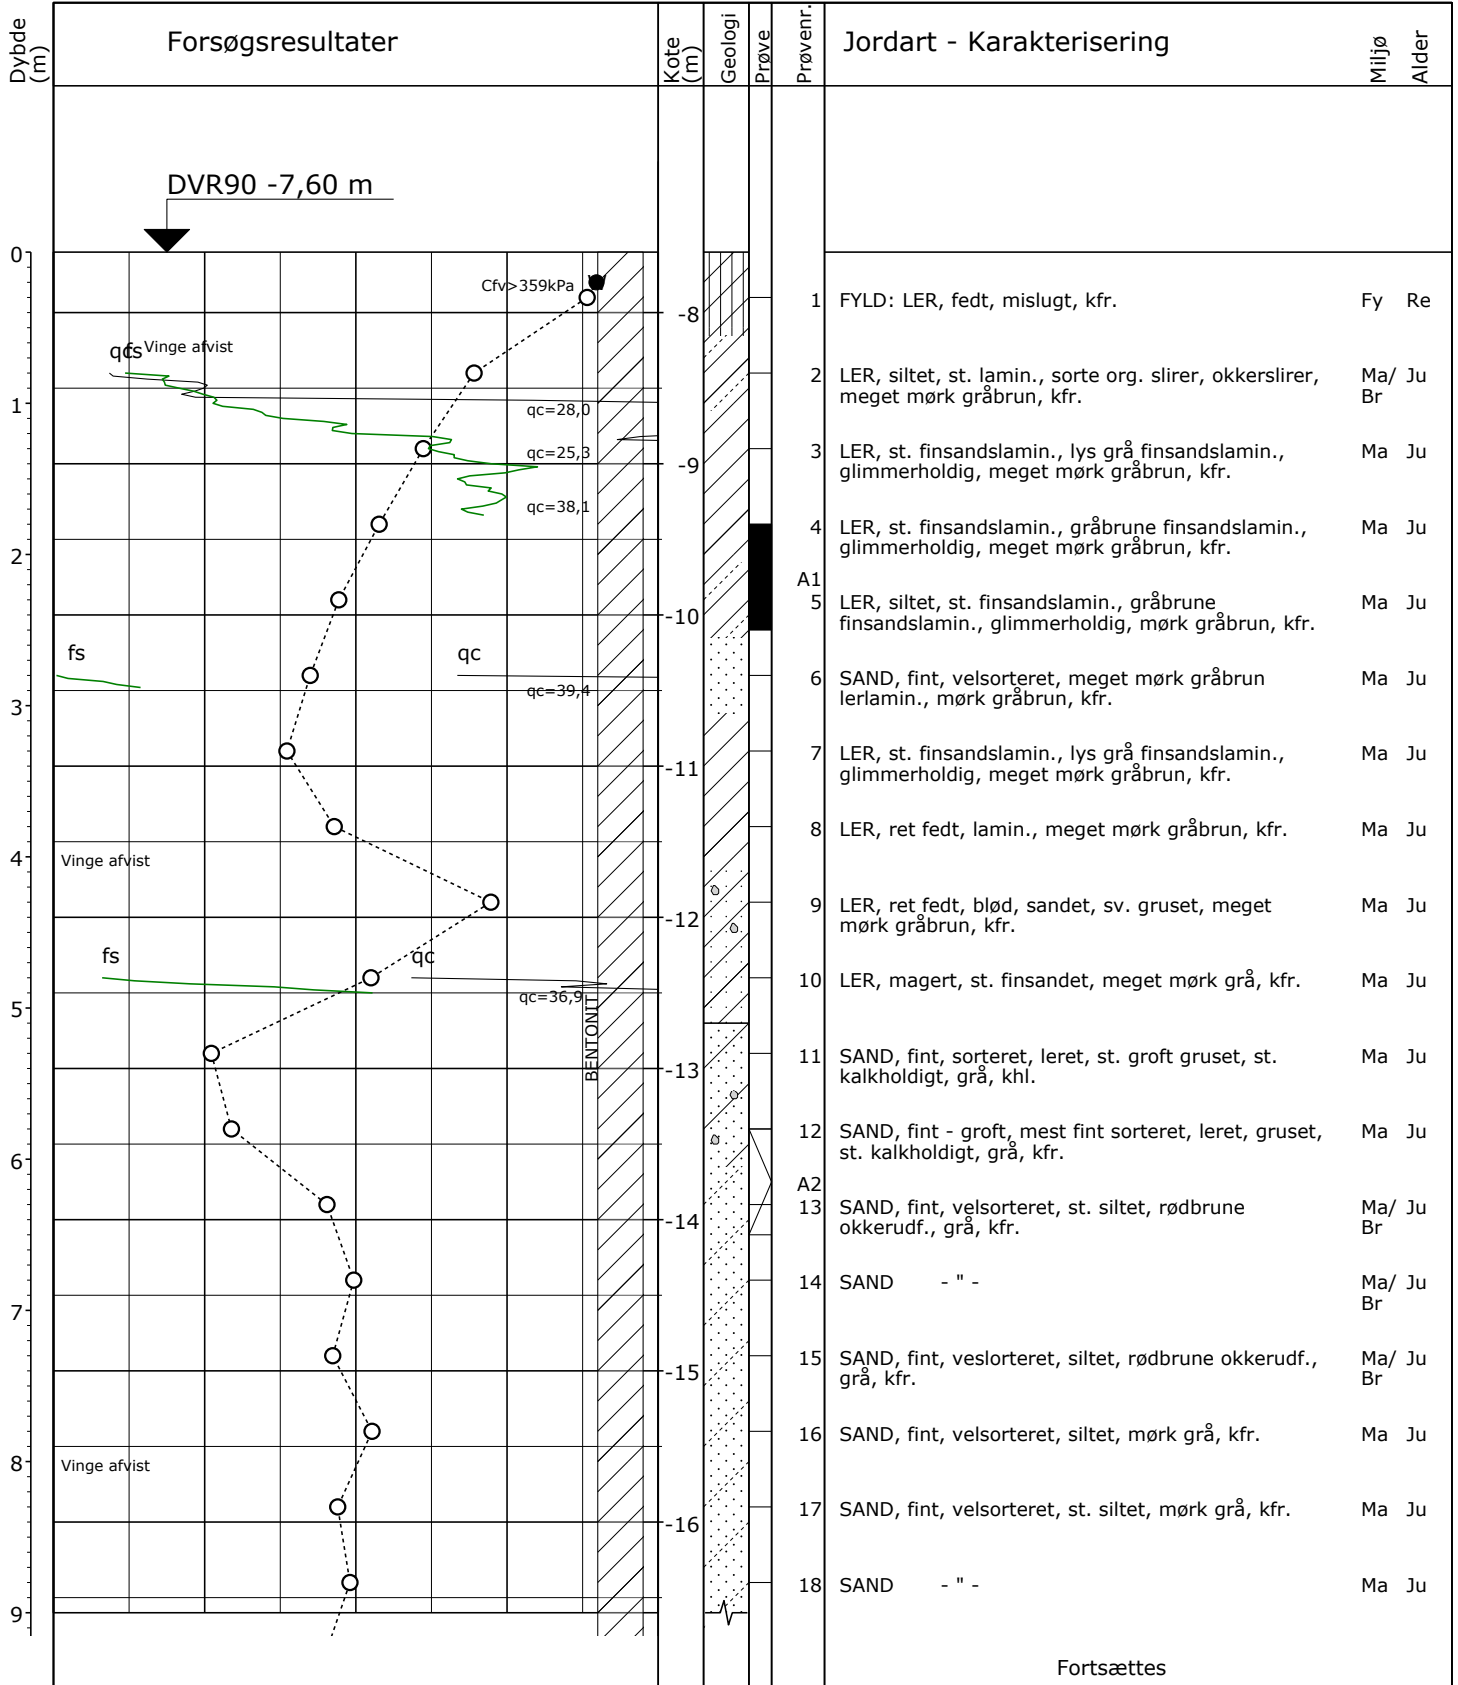 Dybde (m)
Forsøgsresultater
Kote (m)
Geologi
Prøve
Prøvenr.
Jordart - Karakterisering
Miljø
Alder
DVR90 -7,60 m
0
Cfv>359kPa
1 FYLD: LER, fedt, mislugt, kfr. Fy Re
-8
qc fs Vinge afvist
2 LER, siltet, st. lamin., sorte org. slirer, okkerslirer, Ma/ Ju
meget mørk gråbrun, kfr. Br
1
qc=28,0
qc=25,3
3 LER, st. finsandslamin., lys grå finsandslamin., Ma Ju
glimmerholdig, meget mørk gråbrun, kfr.
-9
qc=38,1
4 LER, st. finsandslamin., gråbrune finsandslamin., Ma Ju
glimmerholdig, meget mørk gråbrun, kfr.
2
A1
5 LER, siltet, st. finsandslamin., gråbrune Ma Ju
finsandslamin., glimmerholdig, mørk gråbrun, kfr.
-10
fs qc
qc=39,4
6 SAND, fint, velsorteret, meget mørk gråbrun Ma Ju
lerlamin., mørk gråbrun, kfr.
3
7 LER, st. finsandslamin., lys grå finsandslamin., Ma Ju
glimmerholdig, meget mørk gråbrun, kfr.
-11
8 LER, ret fedt, lamin., meget mørk gråbrun, kfr. Ma Ju
4
Vinge afvist
9 LER, ret fedt, blød, sandet, sv. gruset, meget Ma Ju
mørk gråbrun, kfr.
-12
fs qc
10 LER, magert, st. finsandet, meget mørk grå, kfr. Ma Ju
qc=36,9
5
BENTONIT
11 SAND, fint, sorteret, leret, st. groft gruset, st. Ma Ju
kalkholdigt, grå, khl.
-13
12 SAND, fint - groft, mest fint sorteret, leret, gruset, Ma Ju
st. kalkholdigt, grå, kfr.
6
A2
13 SAND, fint, velsorteret, st. siltet, rødbrune Ma/ Ju
okkerudf., grå, kfr. Br
-14
14 SAND - " - Ma/ Ju
Br
7
15 SAND, fint, veslorteret, siltet, rødbrune okkerudf., Ma/ Ju
grå, kfr. Br
-15
16 SAND, fint, velsorteret, siltet, mørk grå, kfr. Ma Ju
8
Vinge afvist
17 SAND, fint, velsorteret, st. siltet, mørk grå, kfr. Ma Ju
-16
18 SAND - " - Ma Ju
9
Fortsættes